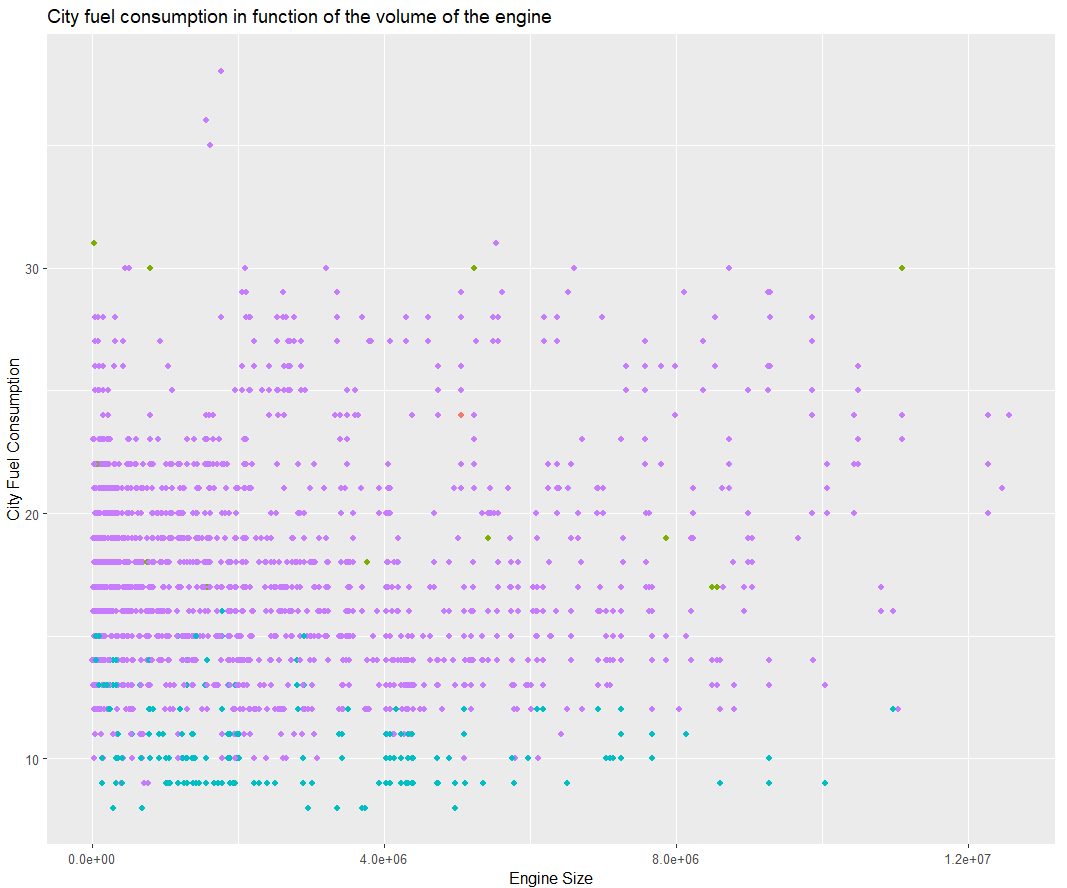 City fuel consumption in function of the volume of the engine
30
20
10
City Fuel Consumption
0.0e+00 4.0e+06 8.0e+06 1.2e+07
Engine Size